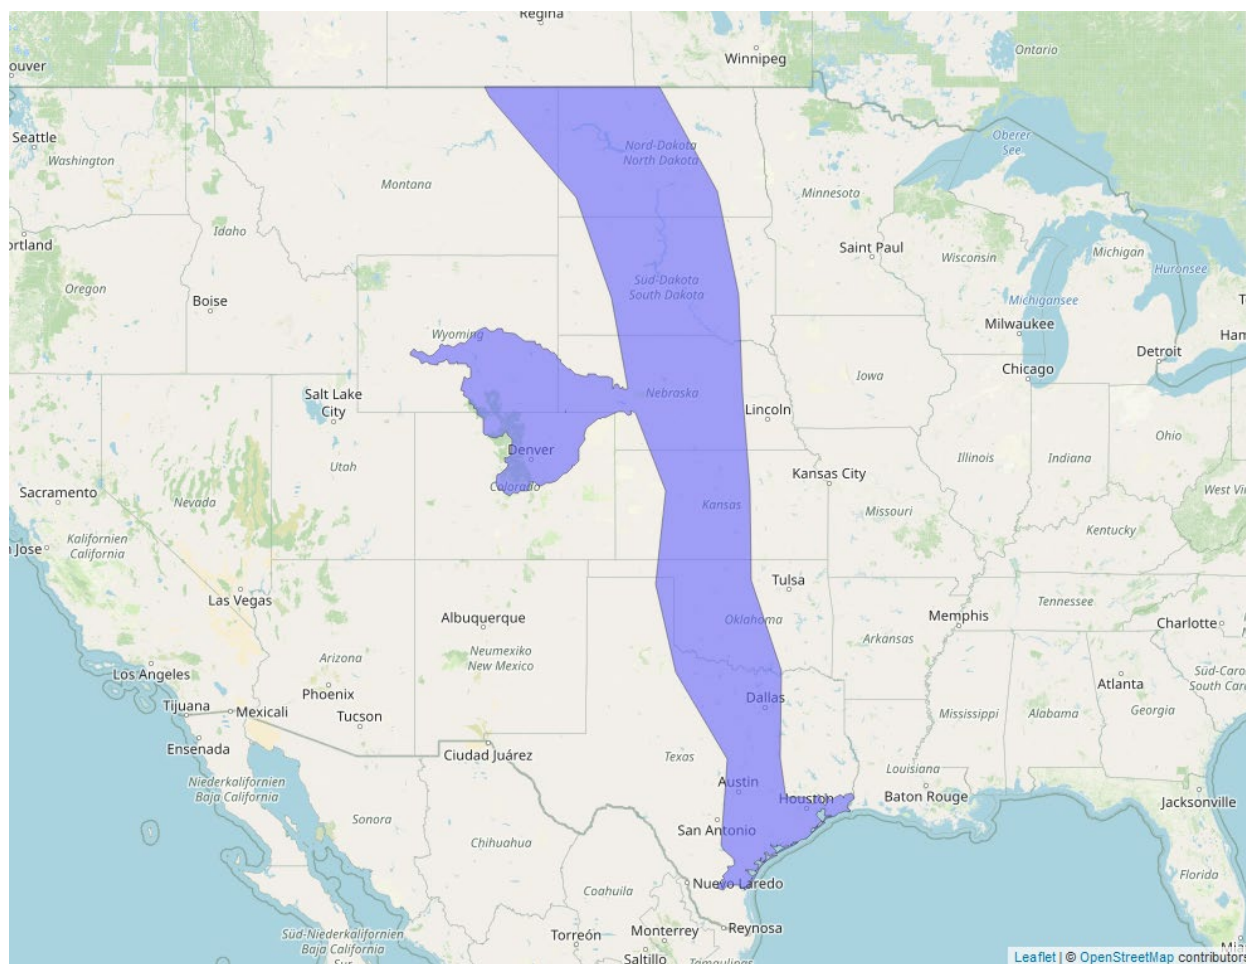 Regina
Winnipeg
Ontario
ouver
Seattle
Washington
Oberer
See
Nord-Dakota
North Dakota
Montana
Minnesota
Idaho
ortland
Saint Paul
Wisconsin
Michigan
Huronsee
Oregon
Boise
Süd-Dakota
South Dakota
Michigansee
Milwaukee
Wyoming
Ham
Detroit
Chicago
Iowa
Salt Lake
City
Nebraska
Lincoln
Ohio
Denver
Utah
Illinois
Indiana
Kansas City
Colorado
Sacramento
Nevada
Kansas
Missouri
West Vi
Kentucky
n Jose
Kalifornien
California
Las Vegas
Tulsa
Tennessee
Albuquerque
Oklahoma
Memphis
Charlotte
Arkansas
Neumexiko
New Mexico
Arizona
Los Angeles
Phoenix
Süd-Caro
South Car
Atlanta
Tijuana
Mexicali
Tucson
Dallas
Mississippi
Alabama
Georgia
Ensenada
Ciudad Juárez
Texas
Louisiana
Niederkalifornien
Baja California
Austin
Houston
Baton Rouge
Jacksonville
Sonora
San Antonio
Chihuahua
Coahuila
Nuevo Laredo
Florida
Süd-Niederkalifornien
Baja California
Sur
Torreón
Monterrey
Reynosa
Saltillo
Tamaulipas
Mia
Leaflet | © OpenStreetMap contributors